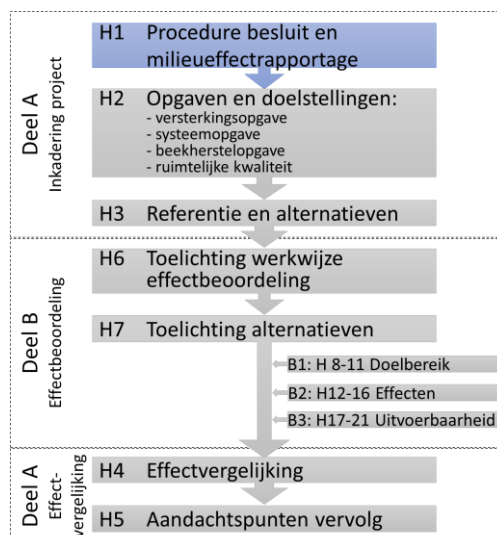 Deel A
Inkadering project
H1 Procedure besluit en
milieueffectrapportage
H2 Opgaven en doelstellingen:
- versterkingsopgave
- systeemopgave
- beekherstelopgave
- ruimtelijke kwaliteit
H3 Referentie en alternatieven
Deel B
Effectbeoordeling
H6 Toelichting werkwijze
effectbeoordeling
H7 Toelichting alternatieven
B1: H 8-11 Doelbereik
B2: H12-16 Effecten
B3: H17-21 Uitvoerbaarheid
Deel A
Effect-
vergelijking
H4 Effectvergelijking
H5 Aandachtspunten vervolg